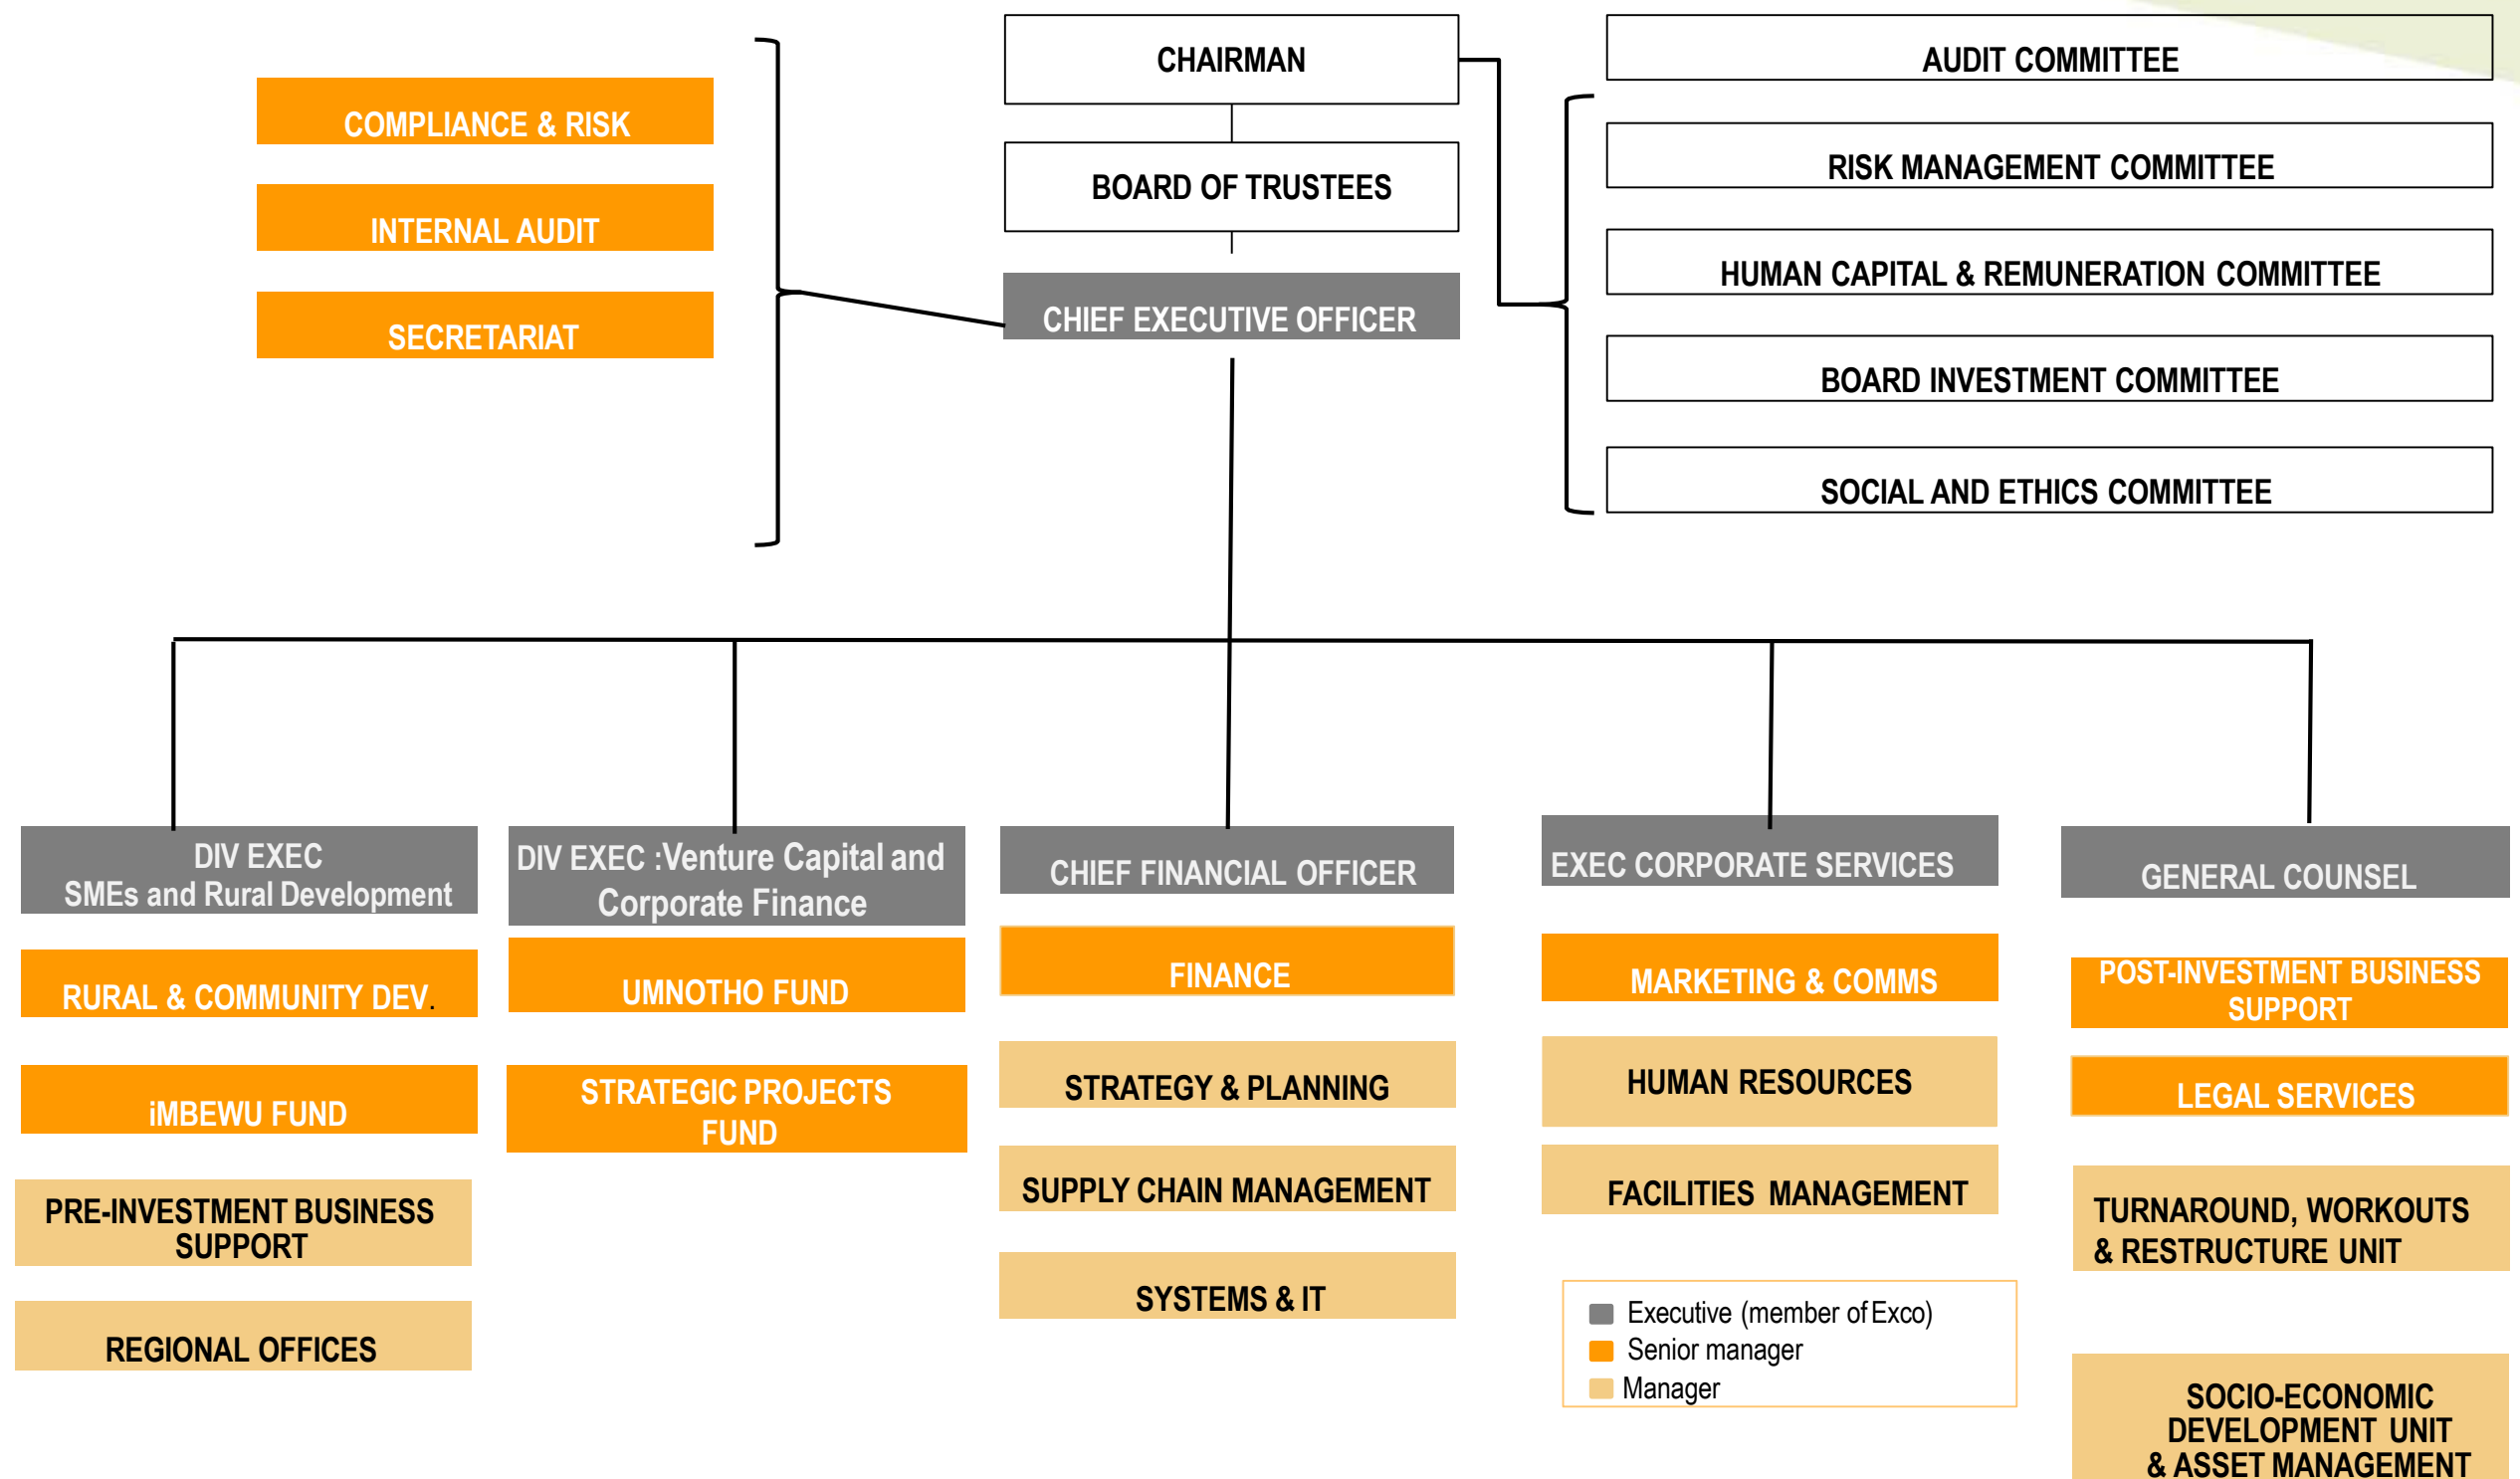 CHAIRMAN
BOARD OF TRUSTEES
CHIEF EXECUTIVE OFFICER
COMPLIANCE & RISK
INTERNAL AUDIT
SECRETARIAT
AUDIT COMMITTEE
RISK MANAGEMENT COMMITTEE
HUMAN CAPITAL & REMUNERATION COMMITTEE
BOARD INVESTMENT COMMITTEE
SOCIAL AND ETHICS COMMITTEE
DIV EXEC
SMEs and Rural Development
RURAL & COMMUNITY DEV.
iMBEWU FUND
PRE-INVESTMENT BUSINESS
SUPPORT
REGIONAL OFFICES
DIV EXEC :Venture Capital and
Corporate Finance
UMNOTHO FUND
STRATEGIC PROJECTS
FUND
CHIEF FINANCIAL OFFICER
FINANCE
STRATEGY & PLANNING
SUPPLY CHAIN MANAGEMENT
SYSTEMS & IT
EXEC CORPORATE SERVICES
MARKETING & COMMS
HUMAN RESOURCES
FACILITIES MANAGEMENT
GENERAL COUNSEL
POST-INVESTMENT BUSINESS
SUPPORT
LEGAL SERVICES
TURNAROUND, WORKOUTS
& RESTRUCTURE UNIT
SOCIO-ECONOMIC
DEVELOPMENT UNIT
& ASSET MANAGEMENT
Executive (member of Exco)
Senior manager
Manager